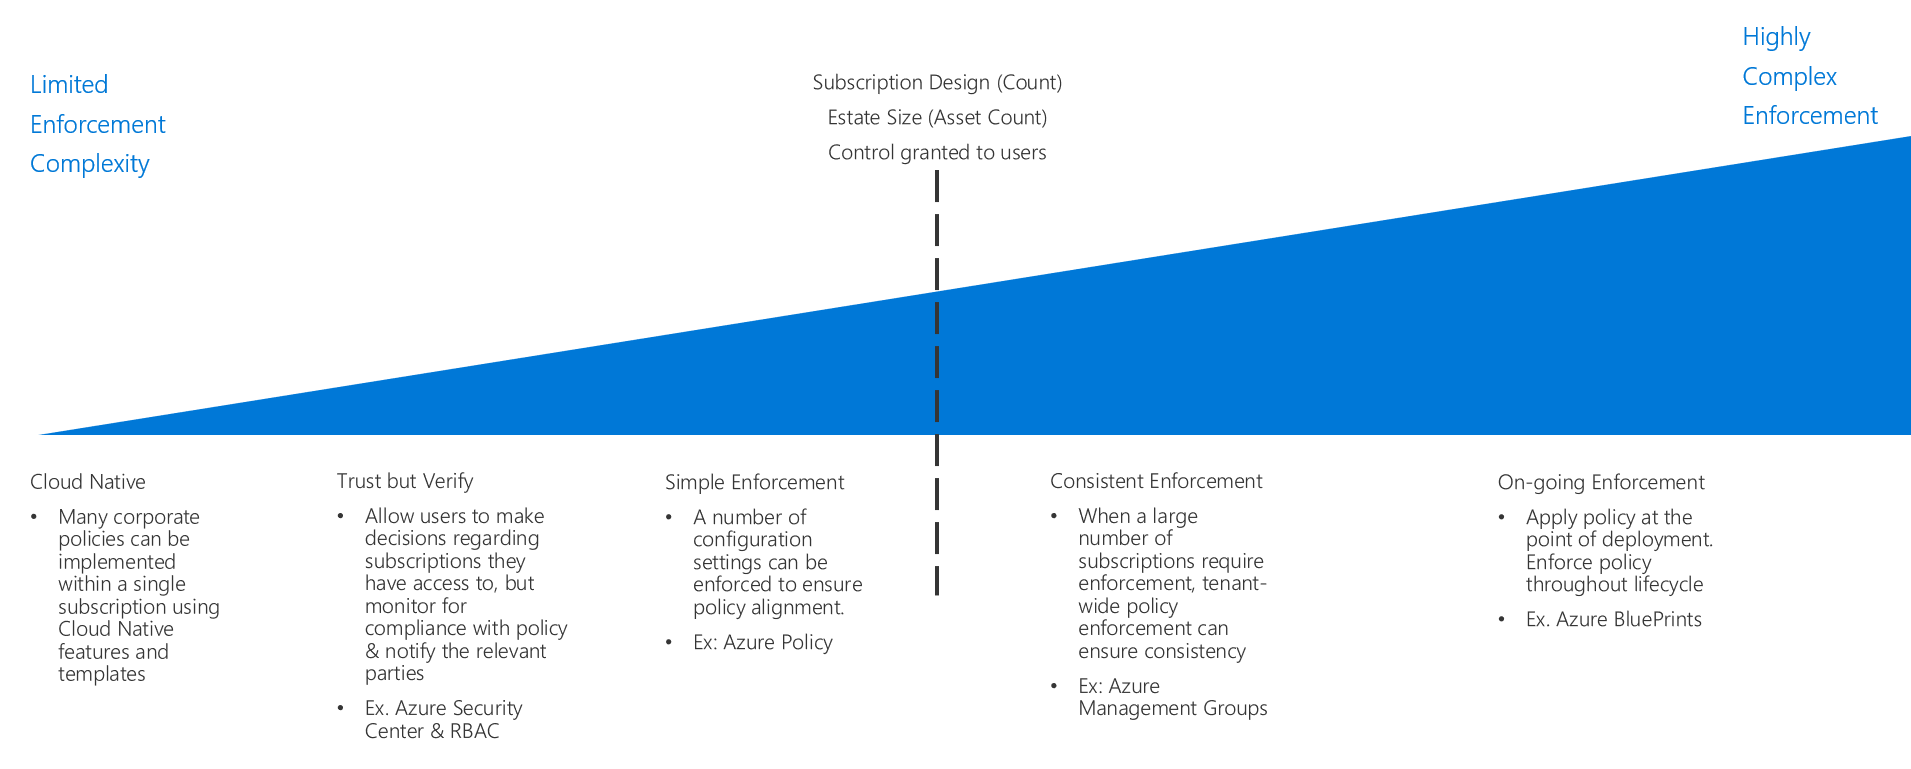 Limited
Enforcement
Complexity
Subscription Design (Count)
Estate Size (Asset Count)
Control granted to users
Highly
Complex
Enforcement
Cloud Native
• Many corporate
policies can be
implemented
within a single
subscription using
Cloud Native
features and
templates
Trust but Verify
• Allow users to make
decisions regarding
subscriptions they
have access to, but
monitor for
compliance with policy
& notify the relevant
parties
• Ex. Azure Security
Center & RBAC
Simple Enforcement
• A number of
configuration
settings can be
enforced to ensure
policy alignment.
• Ex: Azure Policy
Consistent Enforcement
• When a large
number of
subscriptions require
enforcement, tenant-
wide policy
enforcement can
ensure consistency
• Ex: Azure
Management Groups
On-going Enforcement
• Apply policy at the
point of deployment.
Enforce policy
throughout lifecycle
• Ex. Azure BluePrints